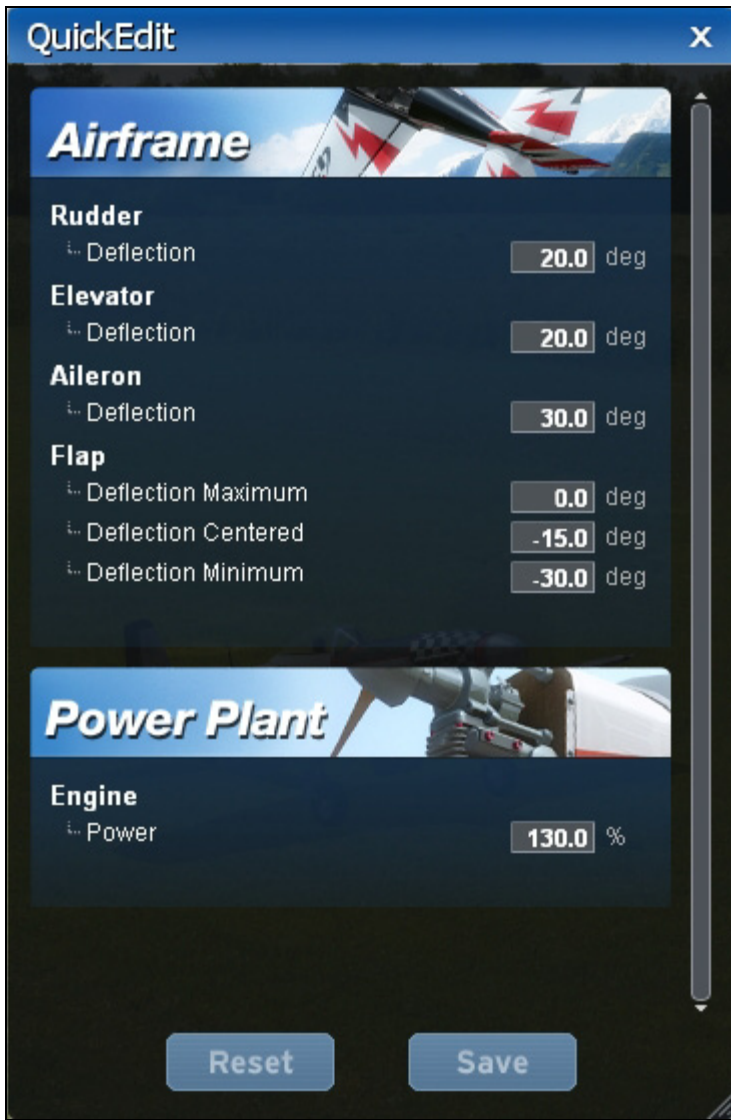 QuickEdit x
Airframe
Rudder
Deflection 20.0 deg
Elevator
Deflection 20.0 deg
Aileron
Deflection 30.0 deg
Flap
Deflection Maximum 0.0 deg
Deflection Centered -15.0 deg
Deflection Minimum -30.0 deg
Power Plant
Engine
Power 130.0 %
Reset Save